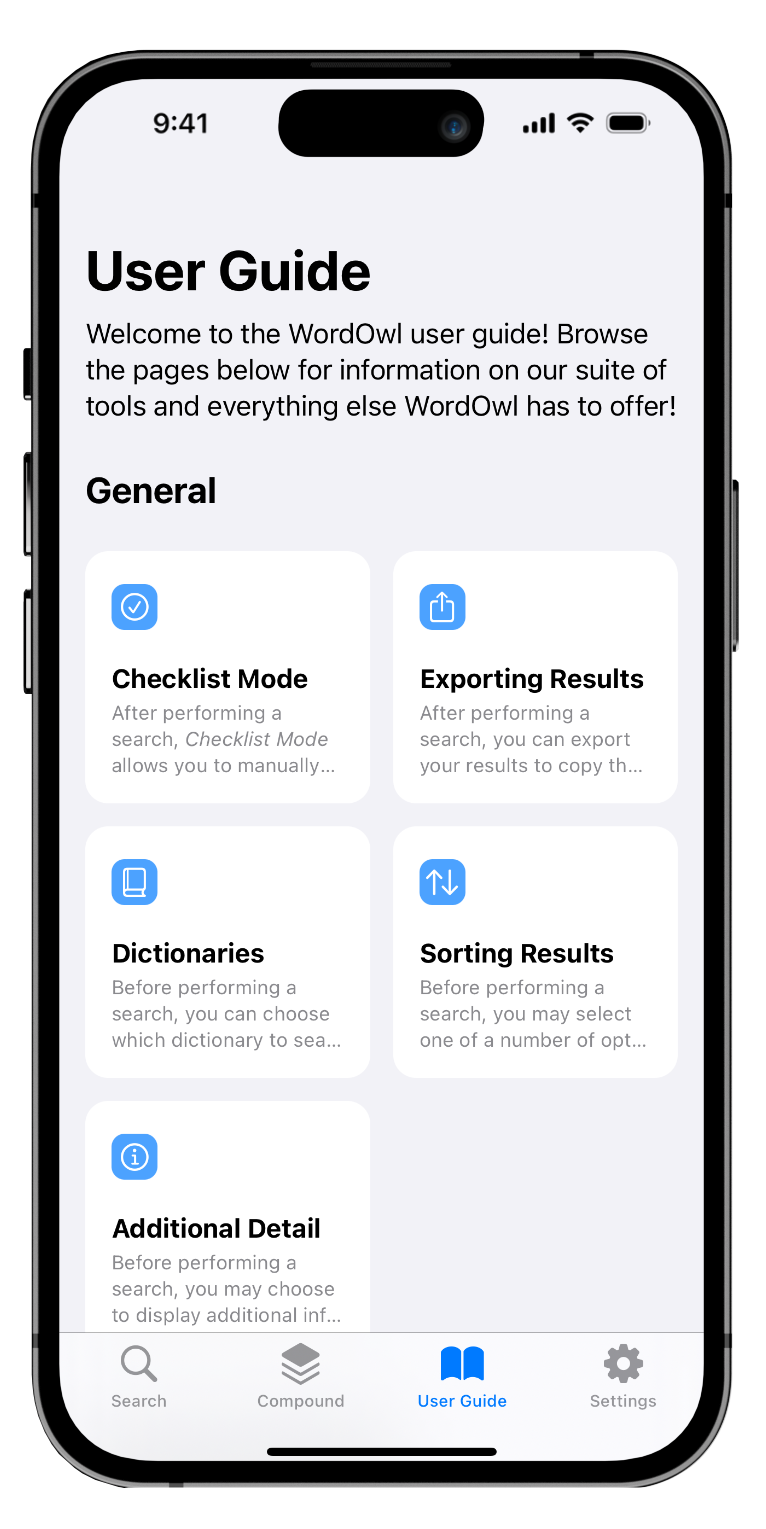 9:41
User Guide
Welcome to the WordOwl user guide! Browse
the pages below for information on our suite of
tools and everything else WordOwl has to offer!
General
Checklist Mode
After performing a
search, Checklist Mode
allows you to manually...
Exporting Results
After performing a
search, you can export
your results to copy th...
Dictionaries
Before performing a
search, you can choose
which dictionary to sea...
Sorting Results
Before performing a
search, you may select
one of a number of opt...
Additional Detail
Before performing a
search, you may choose
to display additional inf...
Search
Compound
User Guide
Settings